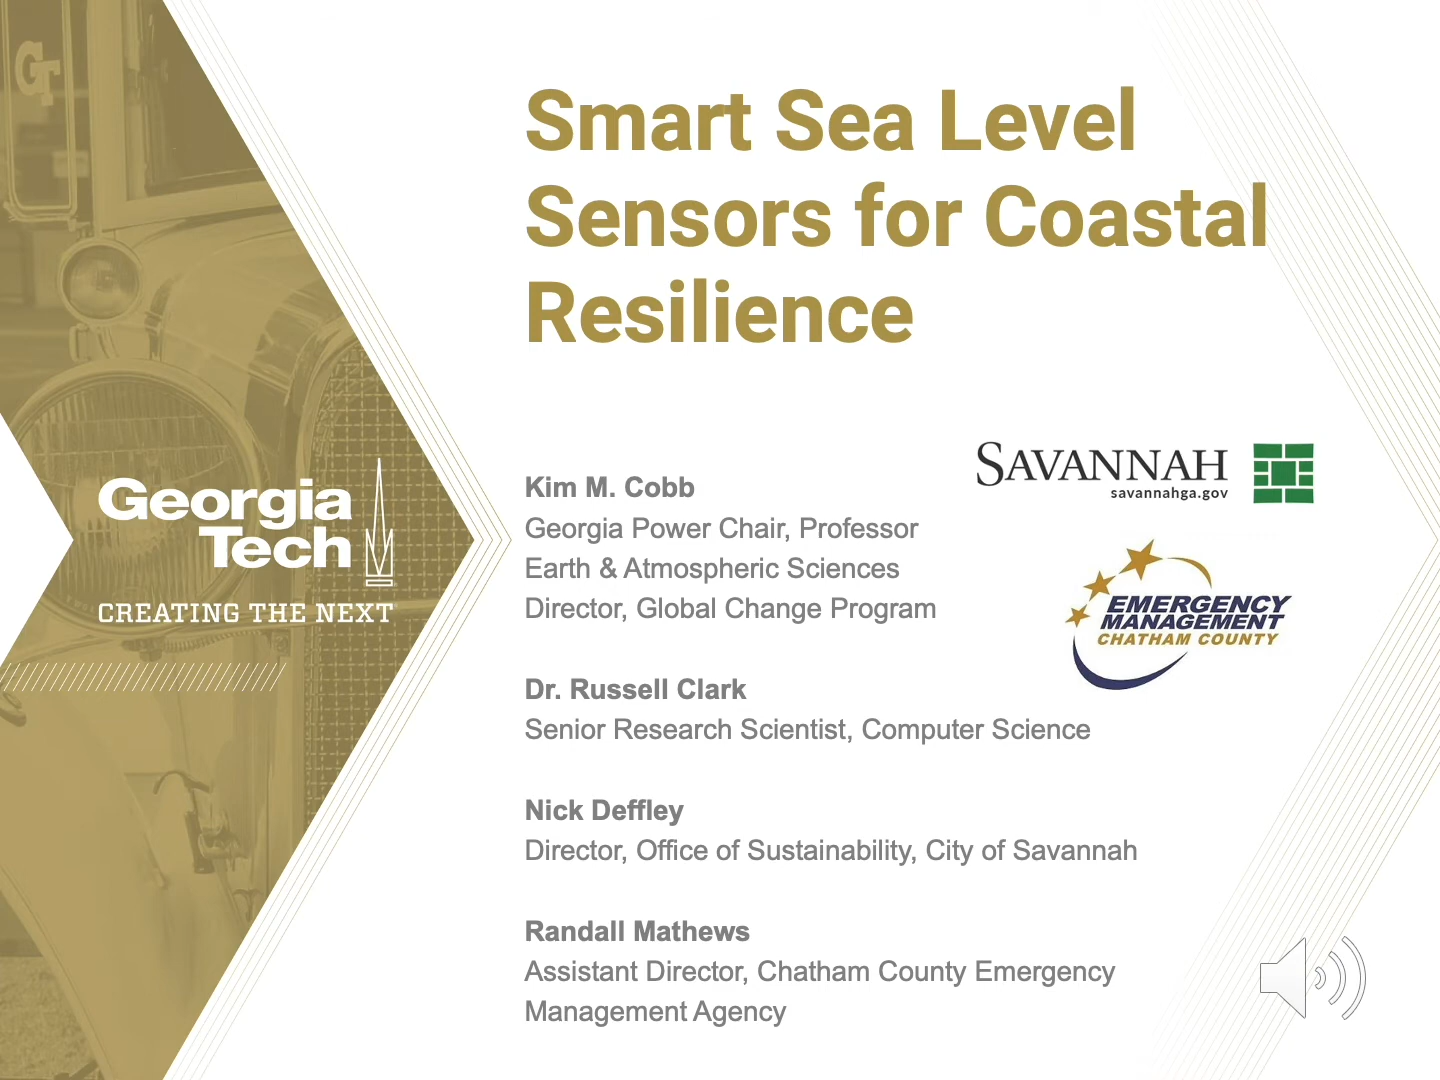 GT
Smart Sea Level
Sensors for Coastal
Resilience
Georgia
Tech
CREATING THE NEXT
Kim M. Cobb
Georgia Power Chair, Professor
Earth & Atmospheric Sciences
Director, Global Change Program
SAVANNAH
savannahga.gov
EMERGENCY
MANAGEMENT
CHATHAM COUNTY
Dr. Russell Clark
Senior Research Scientist, Computer Science
Nick Deffley
Director, Office of Sustainability, City of Savannah
Randall Mathews
Assistant Director, Chatham County Emergency
Management Agency